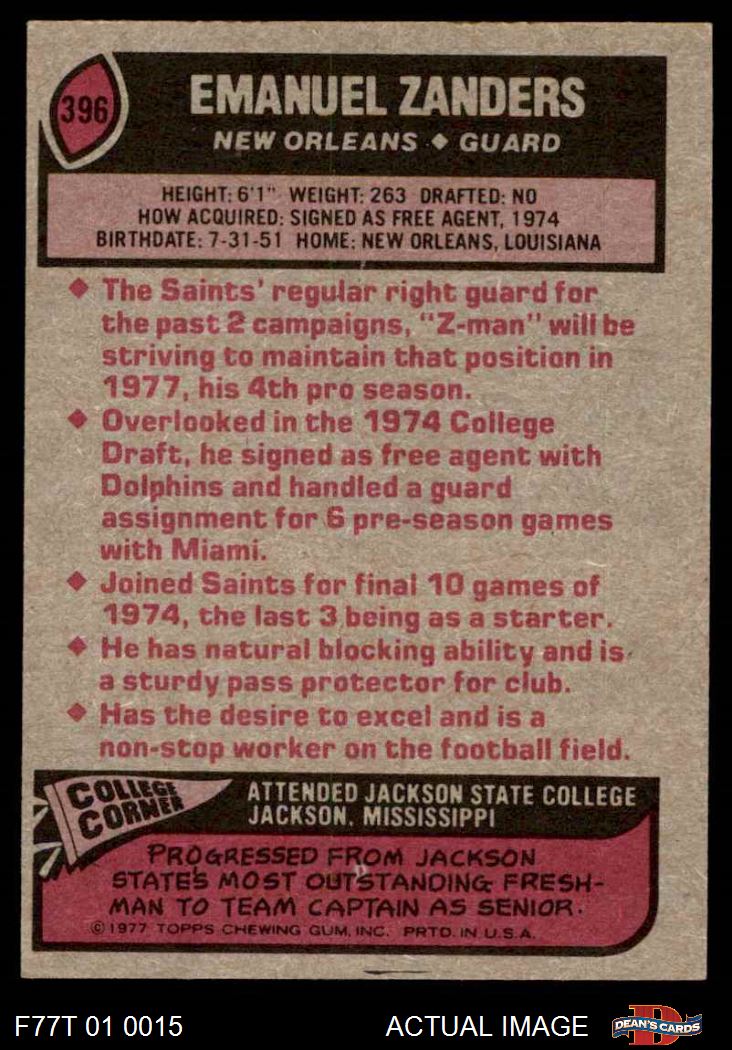 396
EMANUEL ZANDERS
NEW ORLEANS ◆ GUARD
HEIGHT: 6'1" WEIGHT: 263 DRAFTED: NO
HOW ACQUIRED: SIGNED AS FREE AGENT, 1974
BIRTHDATE: 7-31-51 HOME: NEW ORLEANS, LOUISIANA
◆ The Saints' regular right guard for
the past 2 campaigns, "Z-man" will be
striving to maintain that position in
1977, his 4th pro season.
◆ Overlooked in the 1974 College
Draft, he signed as free agent with
Dolphins and handled a guard
assignment for 6 pre-season games
with Miami.
◆ Joined Saints for final 10 games of
1974, the last 3 being as a starter.
◆ He has natural blocking ability and is
a sturdy pass protector for club.
◆ Has the desire to excel and is a
non-stop worker on the football field.
COLLEGE
CORNER
ATTENDED JACKSON STATE COLLEGE
JACKSON, MISSISSIPPI
PROGRESSED FROM JACKSON
STATE'S MOST OUTSTANDING FRESH-
MAN TO TEAM CAPTAIN AS SENIOR.
©1977 TOPPS CHEWING GUM, INC. PRTD. IN U.S.A.
F77T 01 0015 ACTUAL IMAGE
D
DEAN'S CARDS